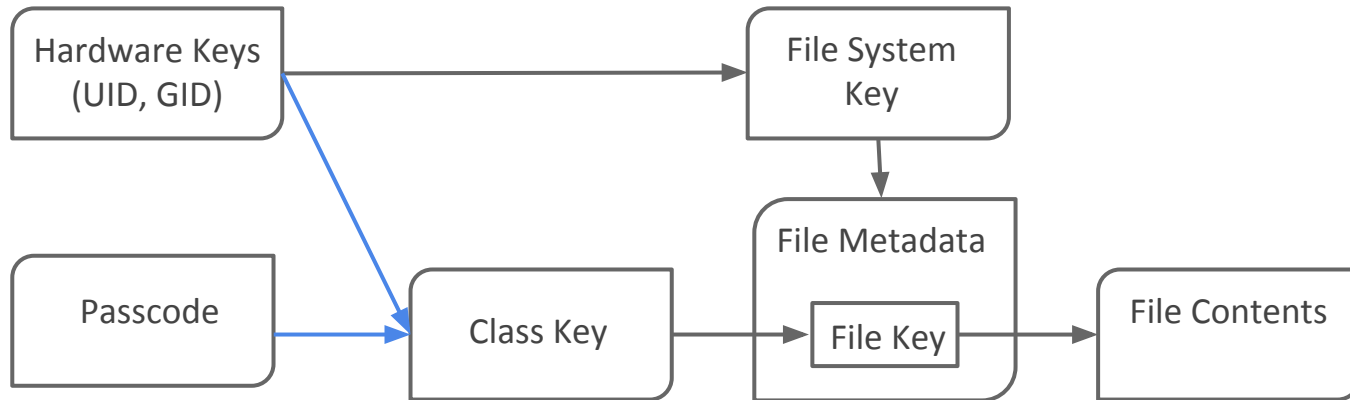 Hardware Keys
(UID, GID)
File System
Key
File Metadata
Passcode
Class Key
File Key
File Contents